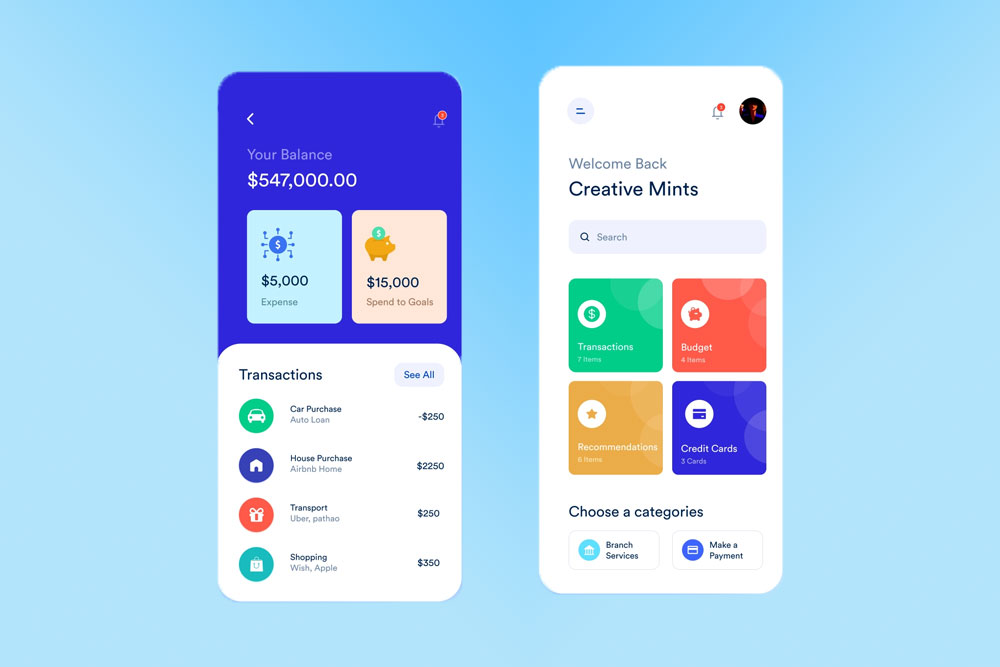 Your Balance
$547,000.00
$5,000
Expense
$15,000
Spend to Goals
Transactions
See All
Car Purchase
Auto Loan
-$250
House Purchase
Airbnb Home
$2250
Transport
Uber, pathao
$250
Shopping
Wish, Apple
$350
Welcome Back
Creative Mints
Search
Transactions
7 Items
Budget
4 Items
Recommendations
6 Items
Credit Cards
3 Cards
Choose a categories
Branch
Services
Make a
Payment